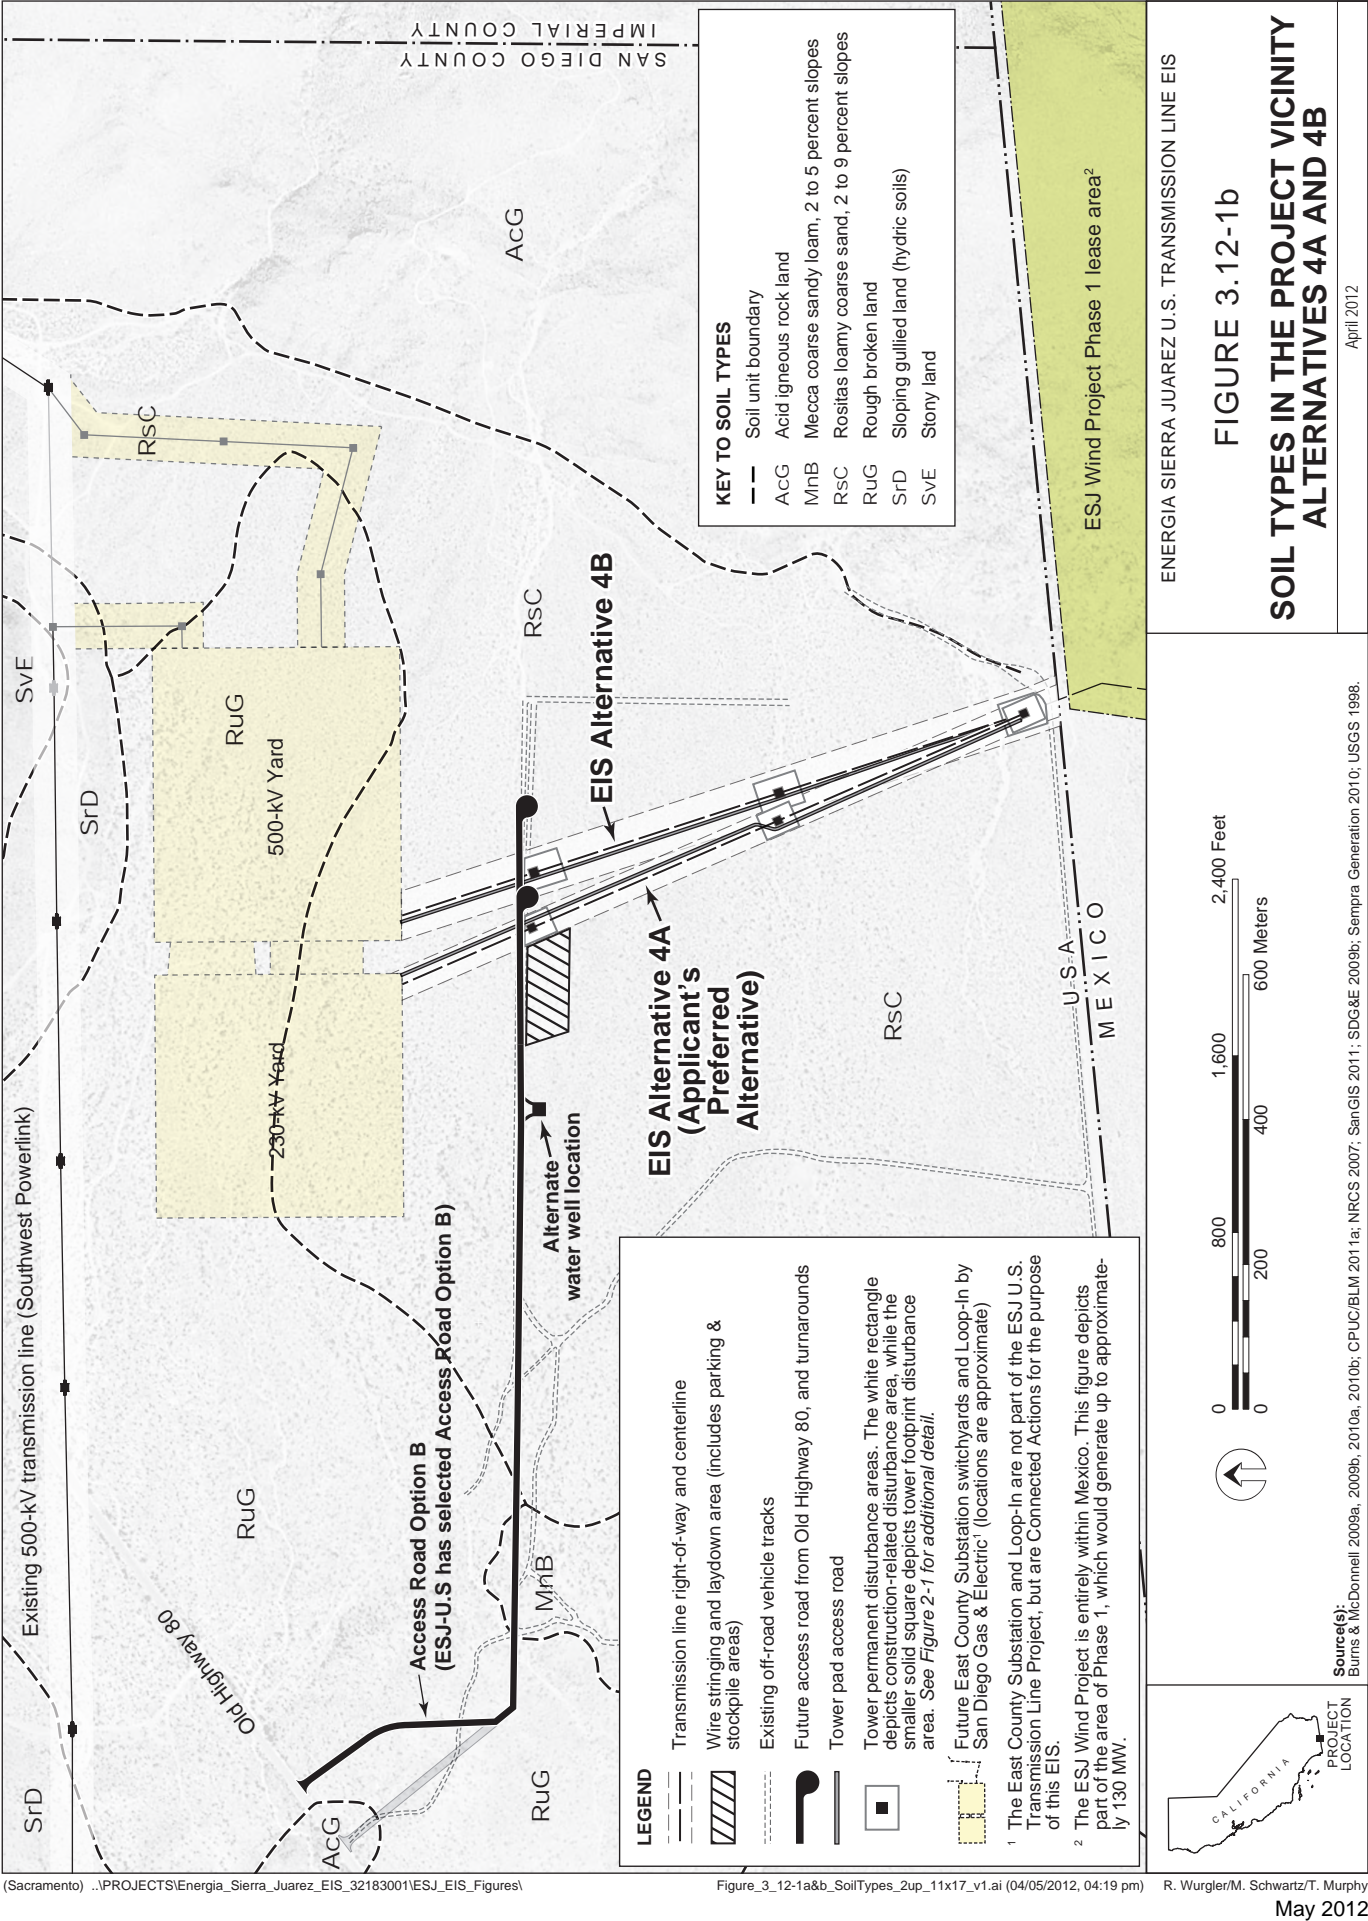 SAN DIEGO COUNTY
IMPERIAL COUNTY
Existing 500-kV transmission line (Southwest Powerlink)
SrD
SvE
SrD
RsC
AcG
Old Highway 80
RuG
RuG
230-kV Yard
500-kV Yard
AcG
Access Road Option B
(ESJ-U.S has selected Access Road Option B)
RuG
MnB
Alternate
water well location
RsC
EIS Alternative 4B
EIS Alternative 4A
(Applicant's
Preferred
Alternative)
RsC
USA
MEXICO
ESJ Wind Project Phase 1 lease area²
KEY TO SOIL TYPES
Soil unit boundary
AcG Acid igneous rock land
MnB Mecca coarse sandy loam, 2 to 5 percent slopes
RsC Rositas loamy coarse sand, 2 to 9 percent slopes
RuG Rough broken land
SrD Sloping gullied land (hydric soils)
SvE Stony land
LEGEND
Transmission line right-of-way and centerline
Wire stringing and laydown area (includes parking &
stockpile areas)
Existing off-road vehicle tracks
Future access road from Old Highway 80, and turnarounds
Tower pad access road
Tower permanent disturbance areas. The white rectangle
depicts construction-related disturbance area, while the
smaller solid square depicts tower footprint disturbance
area. See Figure 2-1 for additional detail.
Future East County Substation switchyards and Loop-In by
San Diego Gas & Electric¹ (locations are approximate)
¹ The East County Substation and Loop-In are not part of the ESJ U.S.
Transmission Line Project, but are Connected Actions for the purpose
of this EIS.
² The ESJ Wind Project is entirely within Mexico. This figure depicts
part of the area of Phase 1, which would generate up to approximate-
ly 130 MW.
CALIFORNIA
PROJECT
LOCATION
0 800 1,600 2,400 Feet
0 200 400 600 Meters
Source(s):
Burns & McDonnell 2009a, 2009b, 2010a, 2010b; CPUC/BLM 2011a; NRCS 2007; SanGIS 2011; SDG&E 2009b; Sempra Generation 2010; USGS 1998.
ENERGIA SIERRA JUAREZ U.S. TRANSMISSION LINE EIS
FIGURE 3.12-1b
SOIL TYPES IN THE PROJECT VICINITY
ALTERNATIVES 4A AND 4B
April 2012
(Sacramento) ..\PROJECTS\Energia_Sierra_Juarez_EIS_32183001\ESJ_EIS_Figures\
Figure_3_12-1a&b_SoilTypes_2up_11x17_v1.ai (04/05/2012, 04:19 pm)
R. Wurgler/M. Schwartz/T. Murphy
May 2012